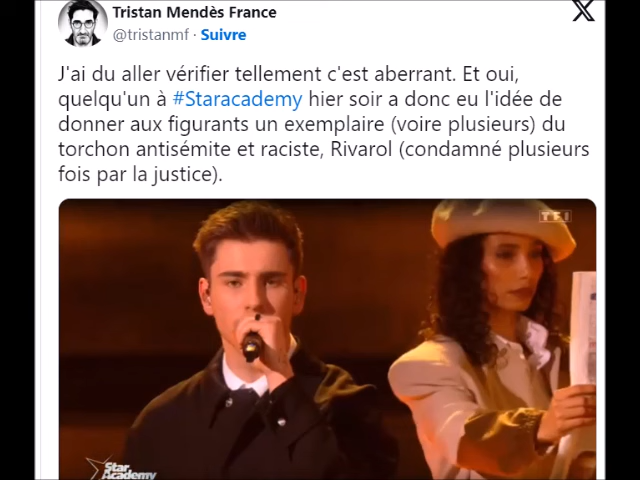 Tristan Mendès France
@tristanmf · Suivre
J'ai du aller vérifier tellement c'est aberrant. Et oui,
quelqu'un à #Staracademy hier soir a donc eu l'idée de
donner aux figurants un exemplaire (voire plusieurs) du
torchon antisémite et raciste, Rivarol (condamné plusieurs
fois par la justice).
TF1
Star
Academy